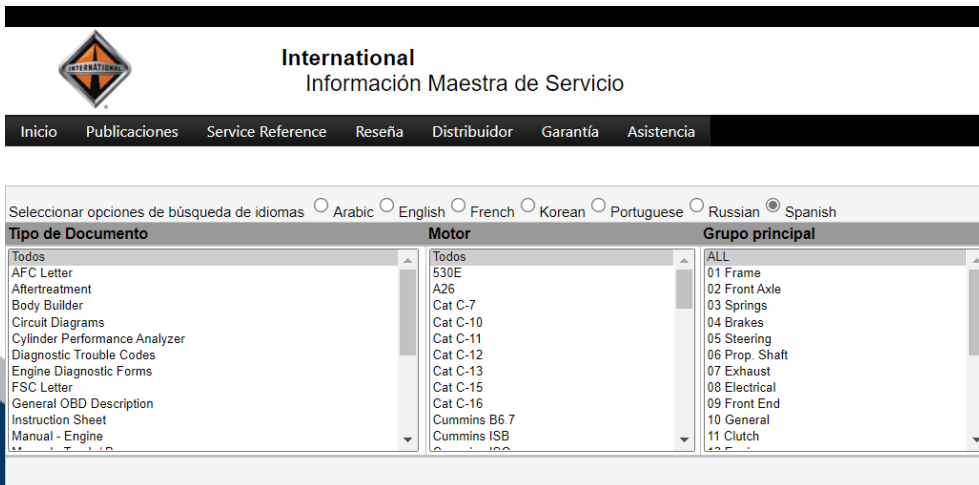 INTERNATIONAL
International
Información Maestra de Servicio
Inicio Publicaciones Service Reference Reseña Distribuidor Garantía Asistencia
Seleccionar opciones de búsqueda de idiomas Arabic English French Korean Portuguese Russian Spanish
Tipo de Documento Motor Grupo principal
Todos Todos ALL
AFC Letter 530E 01 Frame
Aftertreatment A26 02 Front Axle
Body Builder Cat C-7 03 Springs
Circuit Diagrams Cat C-10 04 Brakes
Cylinder Performance Analyzer Cat C-11 05 Steering
Diagnostic Trouble Codes Cat C-12 06 Prop. Shaft
Engine Diagnostic Forms Cat C-13 07 Exhaust
FSC Letter Cat C-15 08 Electrical
General OBD Description Cat C-16 09 Front End
Instruction Sheet Cummins B6.7 10 General
Manual - Engine Cummins ISB 11 Clutch